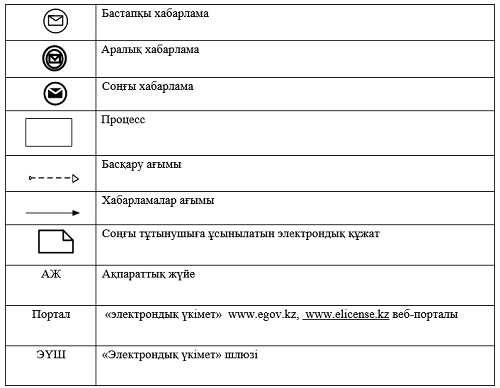 Бастапқы хабарлама
Аралық хабарлама
Соңғы хабарлама
Процесс
Басқару ағымы
Хабарламалар ағымы
Соңғы тұтынушыға ұсынылатын электрондық құжат
АЖ Ақпараттық жүйе
Портал «электрондық үкімет» www.egov.kz, www.elicense.kz веб-порталы
ЭҮШ «Электрондық үкімет» шлюзі